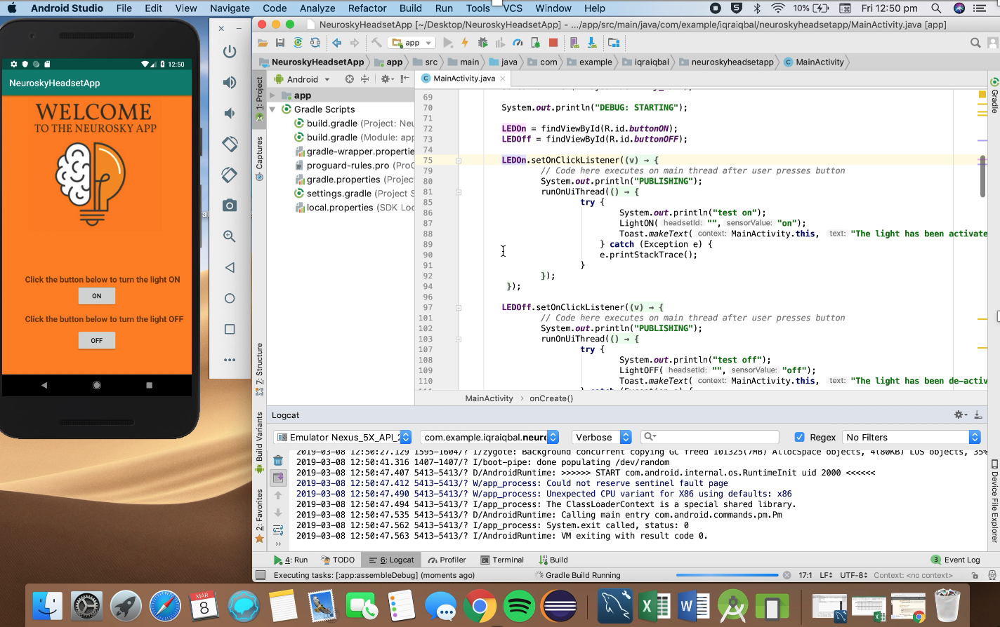 Android Studio File Edit View Navigate Code Analyze Refactor Build Run Tools VCS Window Help 10% Fri 12:50 pm
NeuroskyHeadsetApp [~/Desktop/NeuroskyHeadsetApp] - .../app/src/main/java/com/example/iqraiqbal/neuroskyheadsetapp/MainActivity.java [app]
app
NeuroskyHeadsetApp app src main java com example iqraiqbal neuroskyheadsetapp MainActivity
12:50
NeuroskyHeadsetApp
WELCOME
TO THE NEUROSKY APP
Click the button below to turn the light ON
ON
Click the button below to turn the light OFF
OFF
1: Project
Captures
7: Structure
Build Variants
2: Favorites
Android
app
Gradle Scripts
build.gradle (Project: Neu
build.gradle (Module: app
gradle-wrapper.propertie
proguard-rules.pro (ProG
gradle.properties (Project
settings.gradle (Project S
local.properties (SDK Loc
MainActivity.java
69
70 System.out.println("DEBUG: STARTING");
71
72 LEDOn = findViewById(R.id.buttonON);
73 LEDOff = findViewById(R.id.buttonOFF);
74
75 LEDOn.setOnClickListener((v) → {
79 // Code here executes on main thread after user presses button
80 System.out.println("PUBLISHING");
81 runOnUiThread(() → {
85 try {
86 System.out.println("test on");
87 LightON( headsetId: "", sensorValue: "on");
88 Toast.makeText( context: MainActivity.this, text: "The light has been activate
89 } catch (Exception e) {
90 e.printStackTrace();
91 }
92 });
94 });
96
97 LEDOff.setOnClickListener((v) → {
101 // Code here executes on main thread after user presses button
102 System.out.println("PUBLISHING");
103 runOnUiThread(() → {
107 try {
108 System.out.println("test off");
109 LightOFF( headsetId: "", sensorValue: "off");
110 Toast.makeText( context: MainActivity.this, text: "The light has been de-activ
MainActivity › onCreate()
Gradle
Device File Explorer
Logcat
Emulator Nexus_5X_API_2 com.example.iqraiqbal.neuro Verbose Regex No Filters
2019-03-08 12:50:27.129 1595-1604/? I/zygote: Background concurrent copying GC freed 101325(7MB) AllocSpace objects, 4(80KB) LOS objects, 35%
2019-03-08 12:50:41.316 1407-1407/? I/boot-pipe: done populating /dev/random
2019-03-08 12:50:47.407 5413-5413/? D/AndroidRuntime: >>>>>> START com.android.internal.os.RuntimeInit uid 2000 <<<<<<
2019-03-08 12:50:47.412 5413-5413/? W/app_process: Could not reserve sentinel fault page
2019-03-08 12:50:47.490 5413-5413/? W/app_process: Unexpected CPU variant for X86 using defaults: x86
2019-03-08 12:50:47.494 5413-5413/? I/app_process: The ClassLoaderContext is a special shared library.
2019-03-08 12:50:47.535 5413-5413/? D/AndroidRuntime: Calling main entry com.android.commands.pm.Pm
2019-03-08 12:50:47.562 5413-5413/? I/app_process: System.exit called, status: 0
2019-03-08 12:50:47.563 5413-5413/? I/AndroidRuntime: VM exiting with result code 0.
4: Run TODO 6: Logcat Profiler Terminal Build 3 Event Log
Executing tasks: [:app:assembleDebug] (moments ago) Gradle Build Running 17:1 LF UTF-8 Context: <no context>
MAR
8